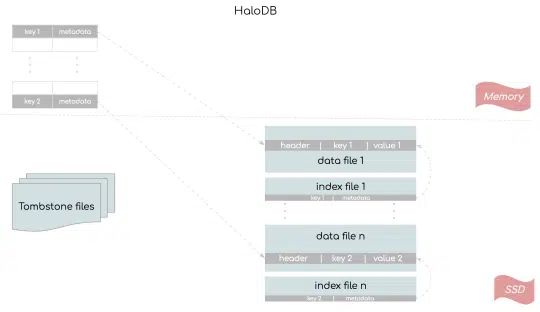 HaloDB
key 1 metadata
key 2 metadata
Memory
header | key 1 | value 1
data file 1
index file 1
key 1 | metadata
Tombstone files
data file n
header | key 2 | value 2
index file n
key 2 | metadata
SSD